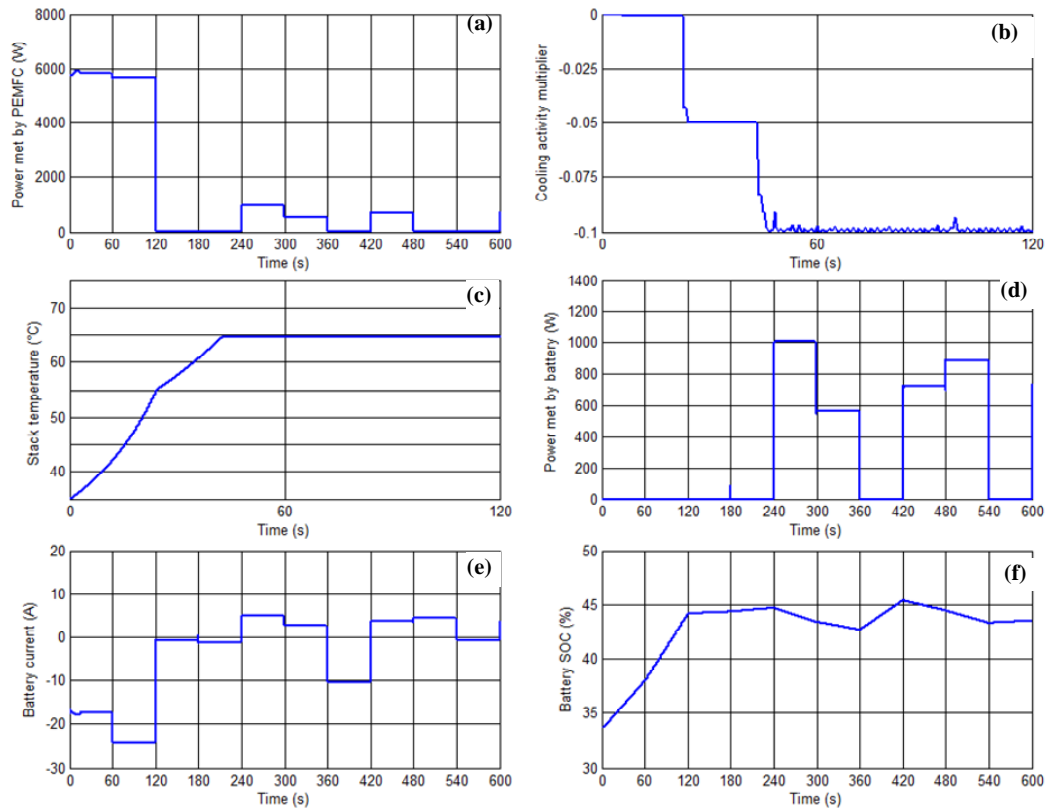 (a)
Power met by PEMFC (W)
8000
6000
4000
2000
0
0 60 120 180 240 300 360 420 480 540 600
Time (s)
(b)
Cooling activity multiplier
0
-0.025
-0.05
-0.075
-0.1
0 60 120
Time (s)
(c)
Stack temperature (°C)
70
60
50
40
0 60 120
Time (s)
(d)
Power met by battery (W)
1400
1200
1000
800
600
400
200
0
0 60 120 180 240 300 360 420 480 540 600
Time (s)
(e)
Battery current (A)
20
10
5
0
-10
-20
-30
0 60 120 180 240 300 360 420 480 540 600
Time (s)
(f)
Battery SOC (%)
50
45
40
35
30
0 60 120 180 240 300 360 420 480 540 600
Time (s)